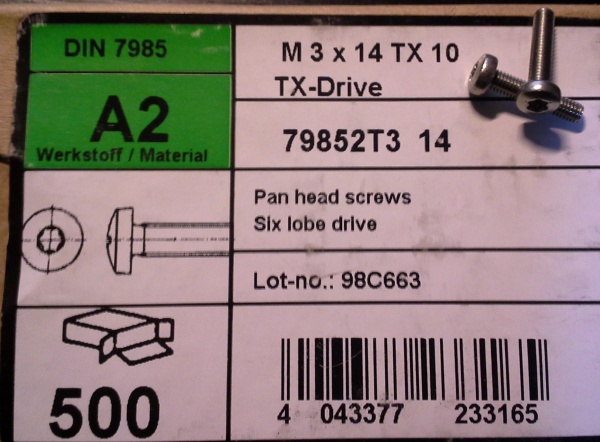 DIN 7985
A2
Werkstoff / Material
M 3 x 14 TX 10
TX-Drive
79852T3 14
Pan head screws
Six lobe drive
Lot-no.: 98C663
500
4 043377 233165